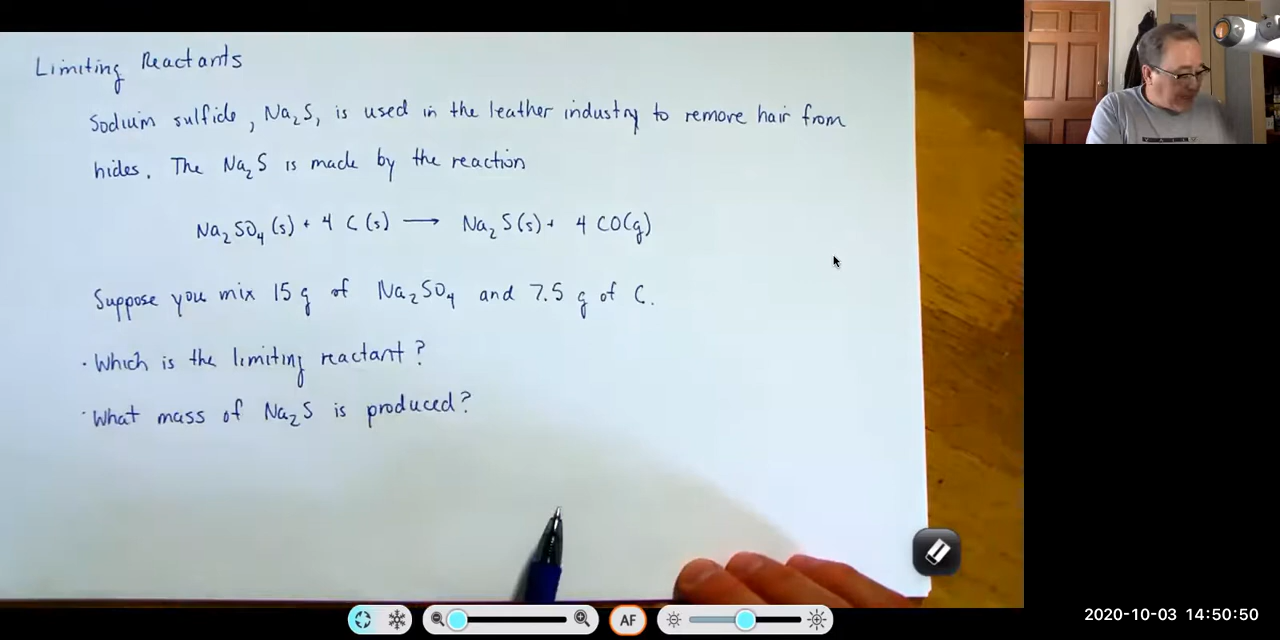 Limiting Reactants
Sodium sulfide, Na₂S, is used in the leather industry to remove hair from
hides. The Na₂S is made by the reaction
Na₂SO₄(s) + 4 C(s) → Na₂S(s) + 4 CO(g)
Suppose you mix 15 g of Na₂SO₄ and 7.5 g of C.
· Which is the limiting reactant?
· What mass of Na₂S is produced?
AF
2020-10-03 14:50:50